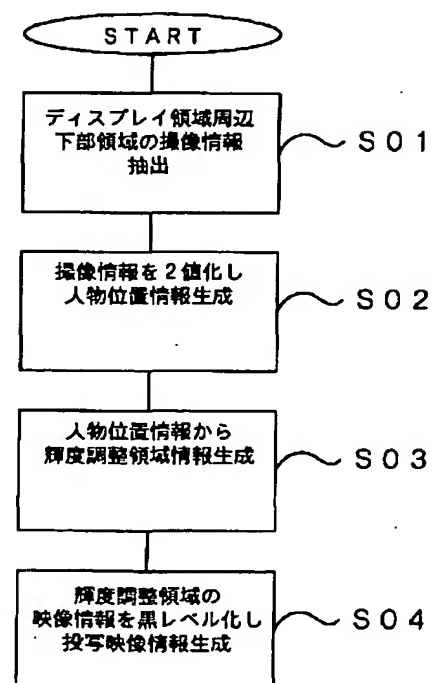 START
ディスプレイ領域周辺
下部領域の撮像情報
抽出
S01
撮像情報を2値化し
人物位置情報生成
S02
人物位置情報から
輝度調整領域情報生成
S03
輝度調整領域の
映像情報を黒レベル化し
投写映像情報生成
S04